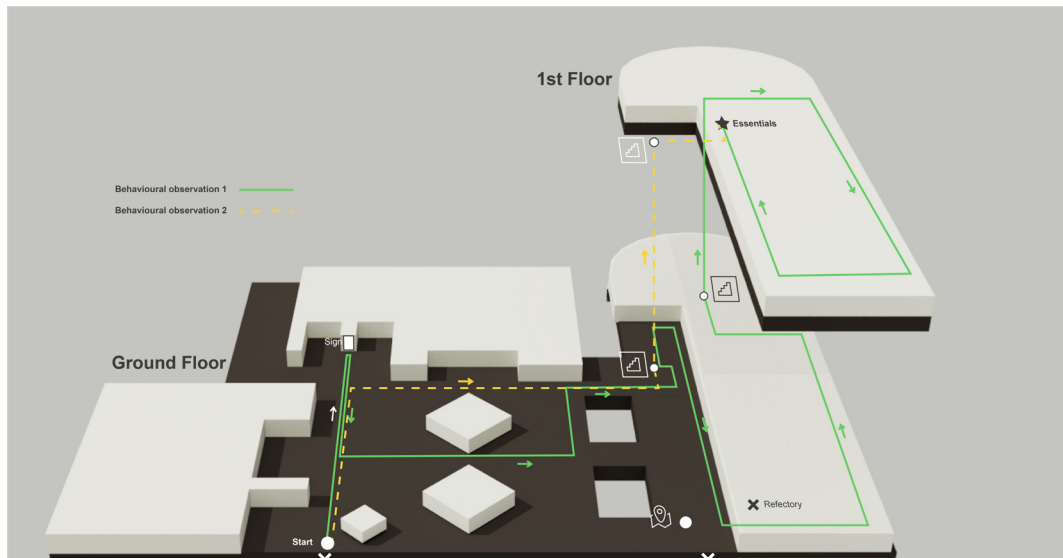 1st Floor
Essentials
Behavioural observation 1
Behavioural observation 2
Sign
Ground Floor
Refectory
Start